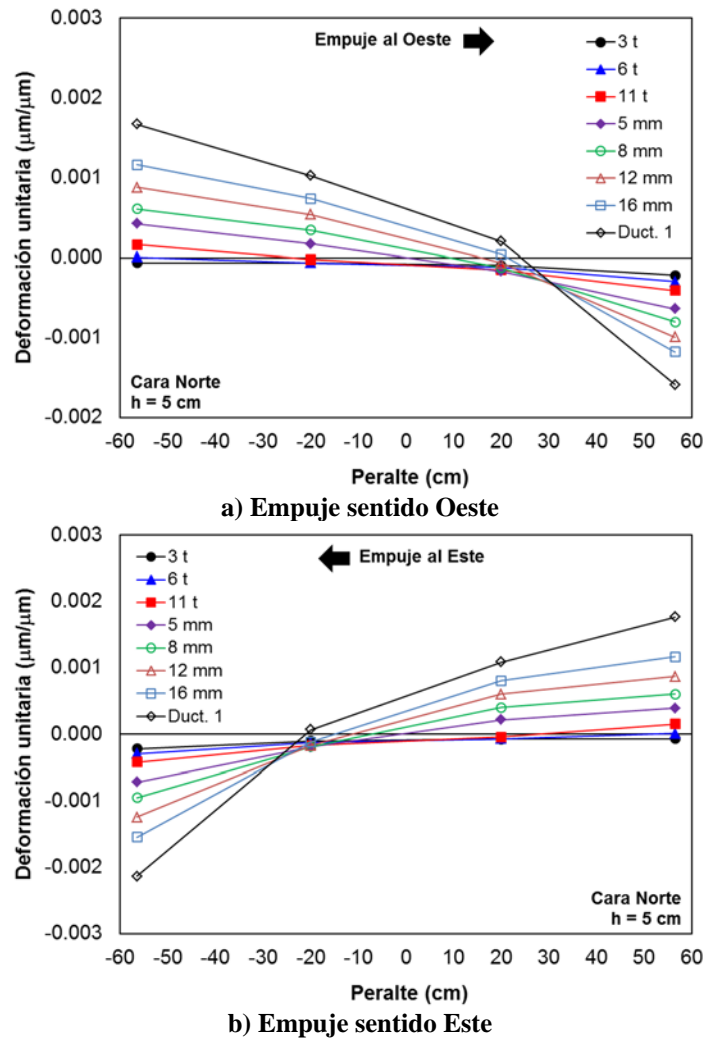 0.003
0.002
0.001
0.000
-0.001
-0.002
Deformación unitaria (μm/μm)
Empuje al Oeste
3 t
6 t
11 t
5 mm
8 mm
12 mm
16 mm
Duct. 1
Cara Norte
h = 5 cm
-60 -50 -40 -30 -20 -10 0 10 20 30 40 50 60
Peralte (cm)
a) Empuje sentido Oeste
0.003
0.002
0.001
0.000
-0.001
-0.002
-0.003
Deformación unitaria (μm/μm)
Empuje al Este
3 t
6 t
11 t
5 mm
8 mm
12 mm
16 mm
Duct. 1
Cara Norte
h = 5 cm
-60 -50 -40 -30 -20 -10 0 10 20 30 40 50 60
Peralte (cm)
b) Empuje sentido Este